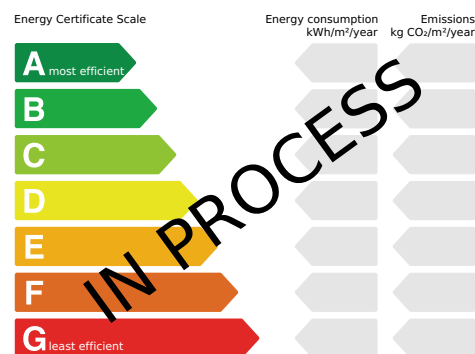 Energy Certificate Scale
Energy consumption
kWh/m²/year
Emissions
kg CO₂/m²/year
A most efficient
B
C
D
E
F
G least efficient
IN PROCESS